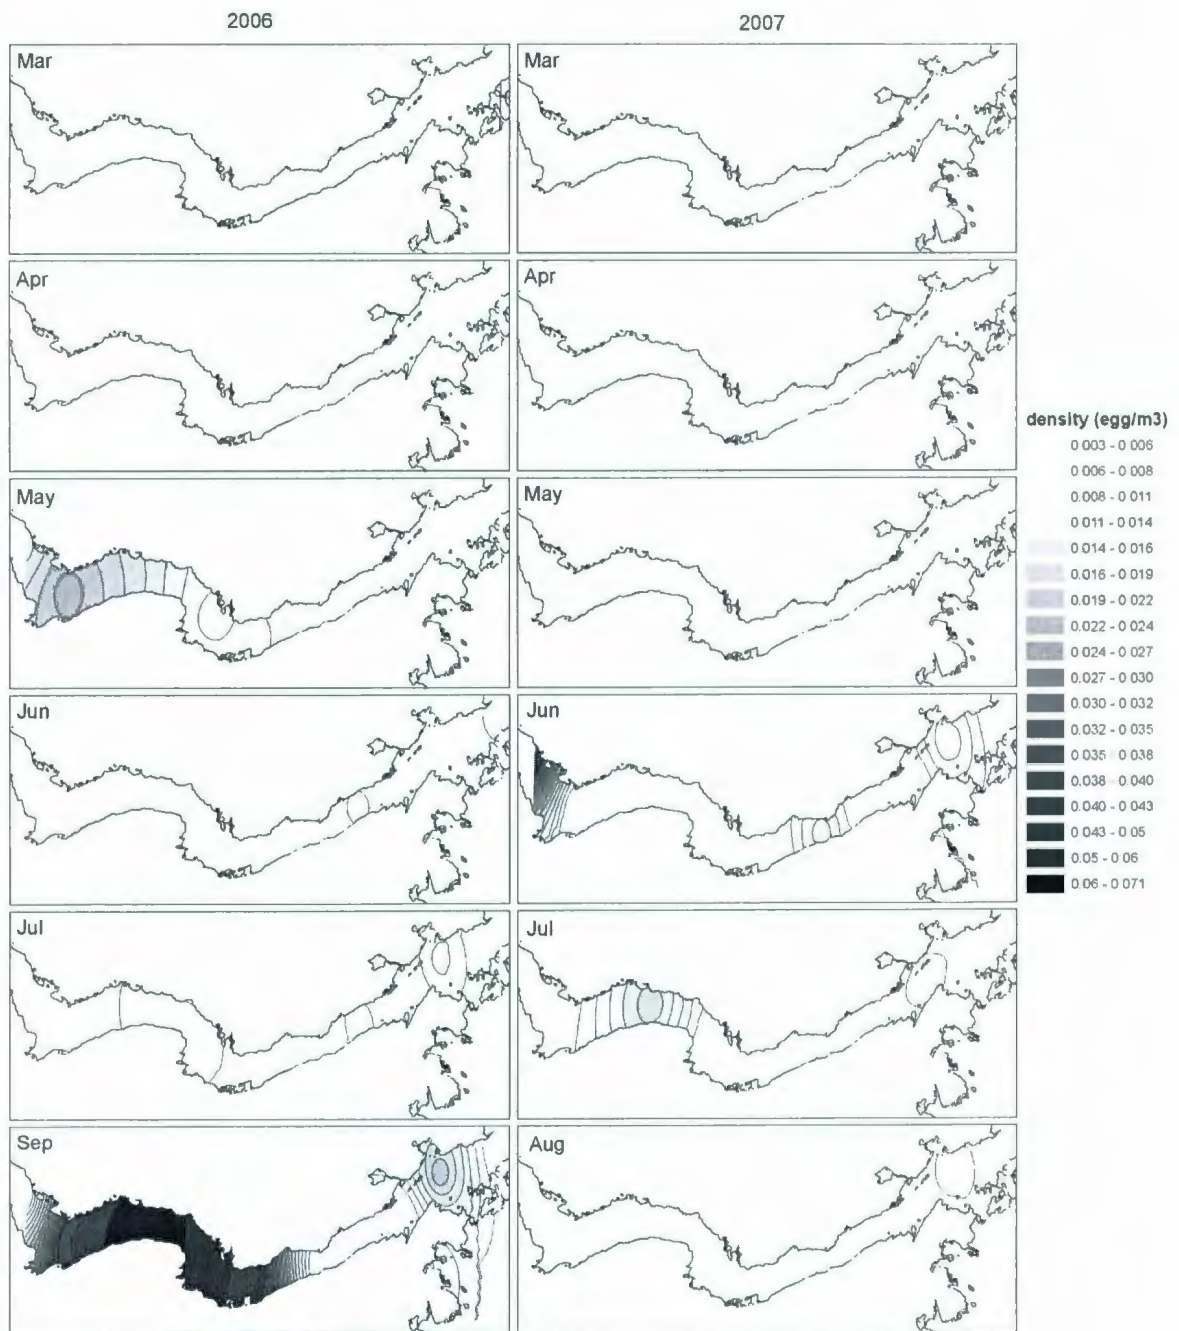 2006
2007
Mar
Mar
Apr
Apr
May
May
Jun
Jun
Jul
Jul
Sep
Aug
density (egg/m3)
0 003 - 0 006
0 006 - 0 008
0.008 - 0 011
0.011 - 0 014
0 014 - 0 016
0.016 - 0 019
0.019 - 0 022
0.022 - 0 024
0.024 - 0 027
0.027 - 0 030
0.030 - 0 032
0.032 - 0 035
0.035 - 0 038
0.038 - 0 040
0.040 - 0 043
0.043 - 0 05
0.05 - 0 06
0.06 - 0 071